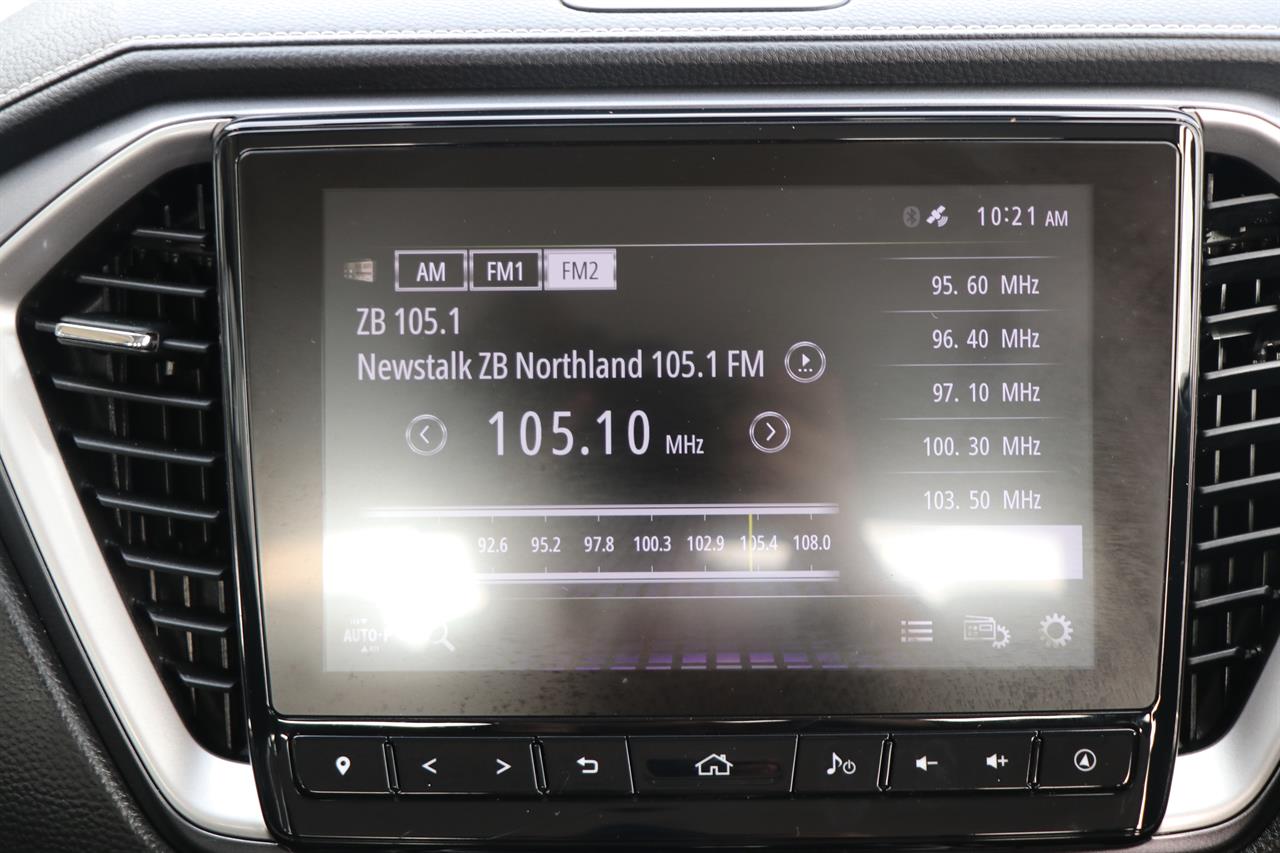 10:21 AM
AM FM1 FM2
ZB 105.1
Newstalk ZB Northland 105.1 FM
105.10 MHz
92.6 95.2 97.8 100.3 102.9 105.4 108.0
95.60 MHz
96.40 MHz
97.10 MHz
100.30 MHz
103.50 MHz